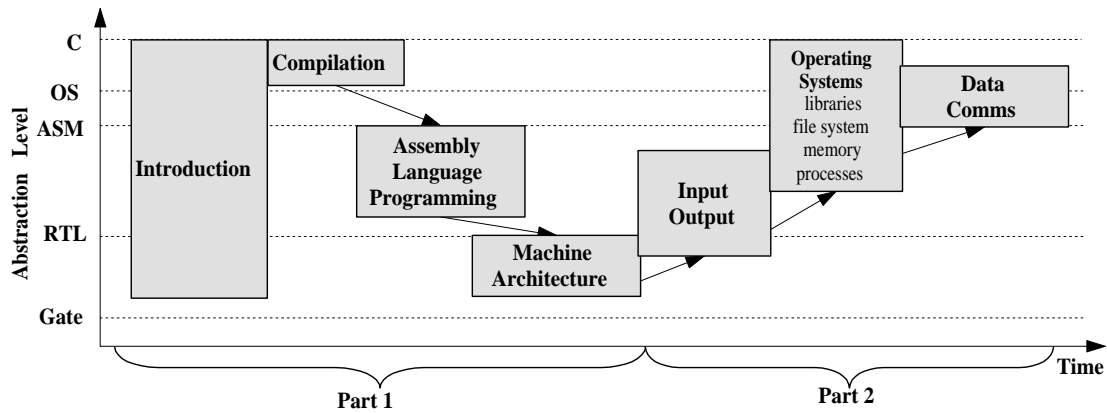 C
OS
ASM
RTL
Gate
Abstraction Level
Introduction
Compilation
Assembly
Language
Programming
Machine
Architecture
Input
Output
Operating
Systems
libraries
file system
memory
processes
Data
Comms
Time
Part 1
Part 2